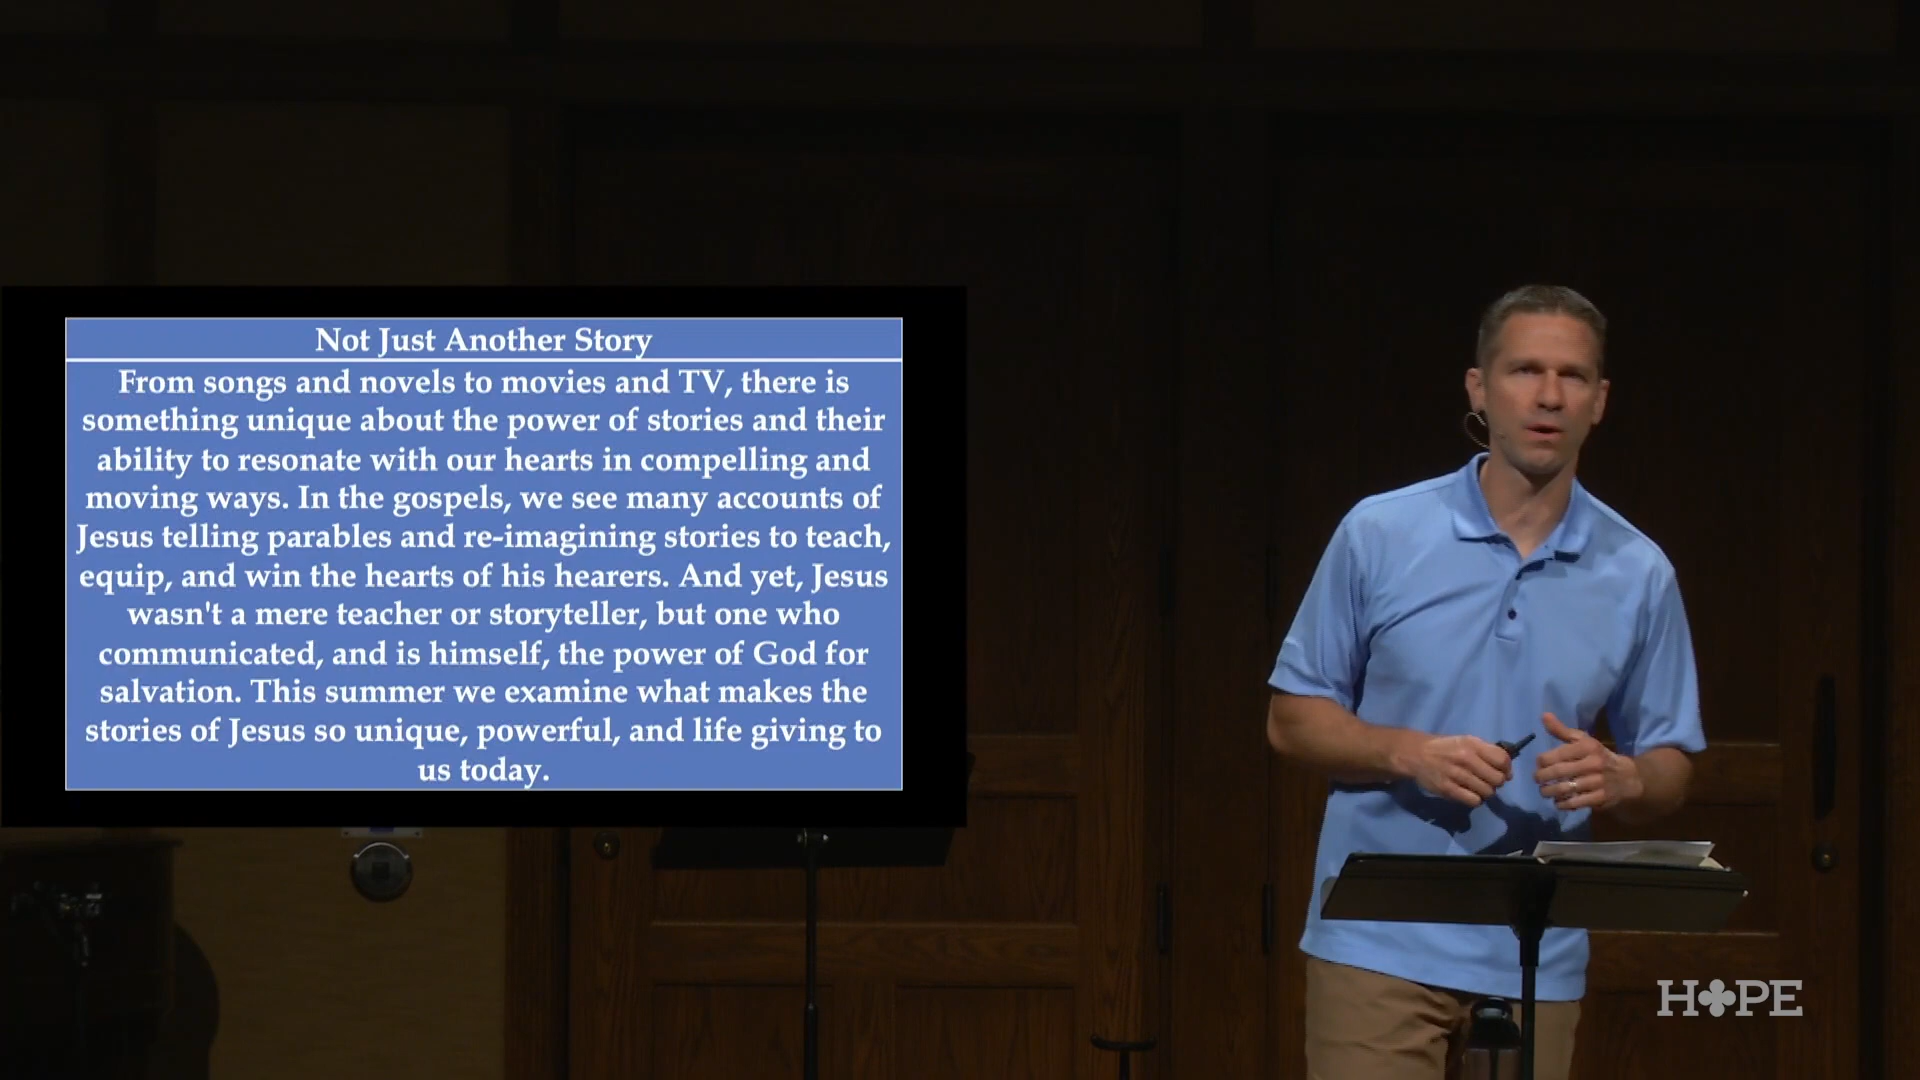 Not Just Another Story
From songs and novels to movies and TV, there is
something unique about the power of stories and their
ability to resonate with our hearts in compelling and
moving ways. In the gospels, we see many accounts of
Jesus telling parables and re-imagining stories to teach,
equip, and win the hearts of his hearers. And yet, Jesus
wasn't a mere teacher or storyteller, but one who
communicated, and is himself, the power of God for
salvation. This summer we examine what makes the
stories of Jesus so unique, powerful, and life giving to
us today.
HOPE